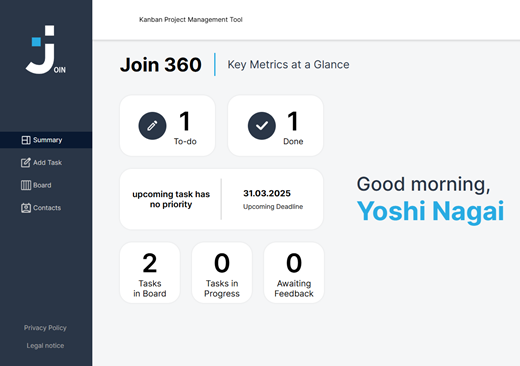 Kanban Project Management Tool
JOIN
Summary
Add Task
Board
Contacts
Privacy Policy
Legal notice
Join 360
Key Metrics at a Glance
1
To-do
1
Done
upcoming task has
no priority
31.03.2025
Upcoming Deadline
2
Tasks
in Board
0
Tasks in
Progress
0
Awaiting
Feedback
Good morning,
Yoshi Nagai